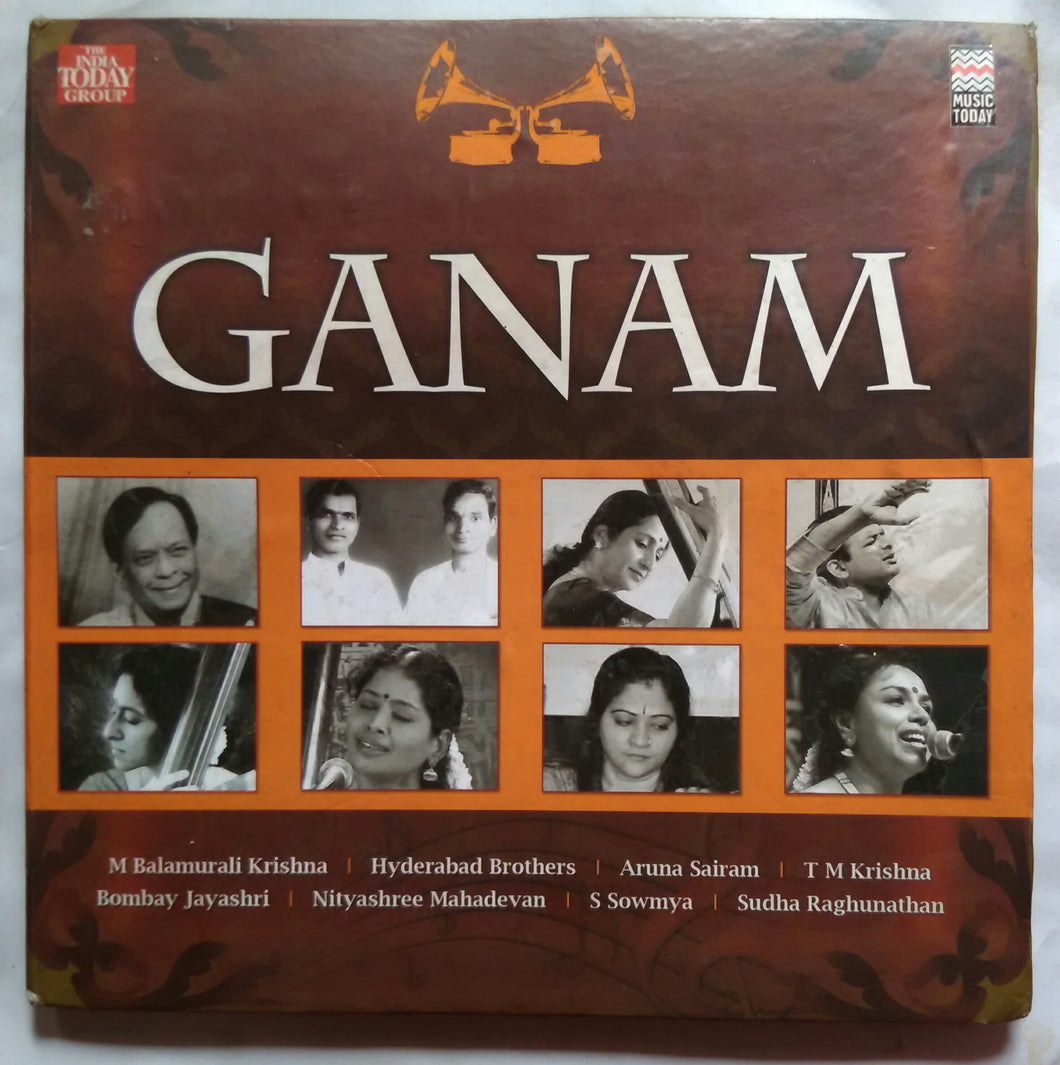 THE
INDIA
TODAY
GROUP
MUSIC
TODAY
GANAM
M Balamurali Krishna | Hyderabad Brothers | Aruna Sairam | T M Krishna
Bombay Jayashri | Nityashree Mahadevan | S Sowmya | Sudha Raghunathan